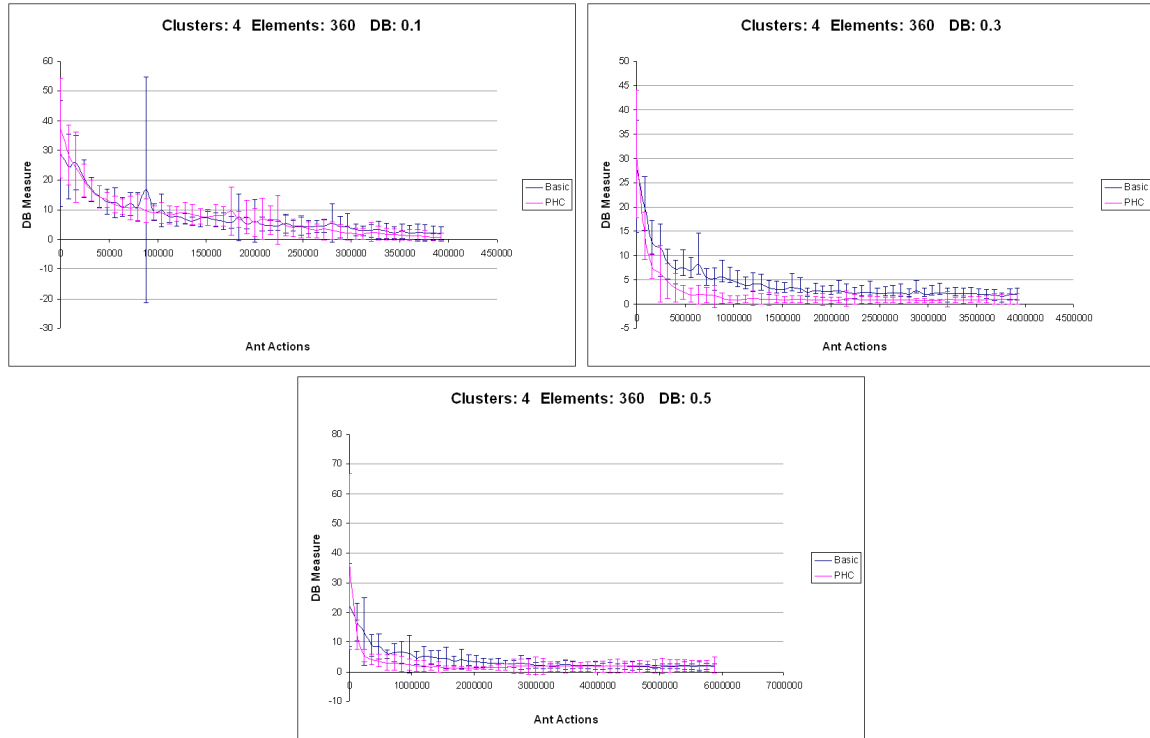 Clusters: 4 Elements: 360 DB: 0.1
60
50
40
30
20
10
0
-10
-20
-30
0 50000 100000 150000 200000 250000 300000 350000 400000 450000
DB Measure
Ant Actions
Basic
PHC
Clusters: 4 Elements: 360 DB: 0.3
50
45
40
35
30
25
20
15
10
5
0
-5
0 500000 1000000 1500000 2000000 2500000 3000000 3500000 4000000 4500000
DB Measure
Ant Actions
Basic
PHC
Clusters: 4 Elements: 360 DB: 0.5
80
70
60
50
40
30
20
10
0
-10
0 1000000 2000000 3000000 4000000 5000000 6000000 7000000
DB Measure
Ant Actions
Basic
PHC